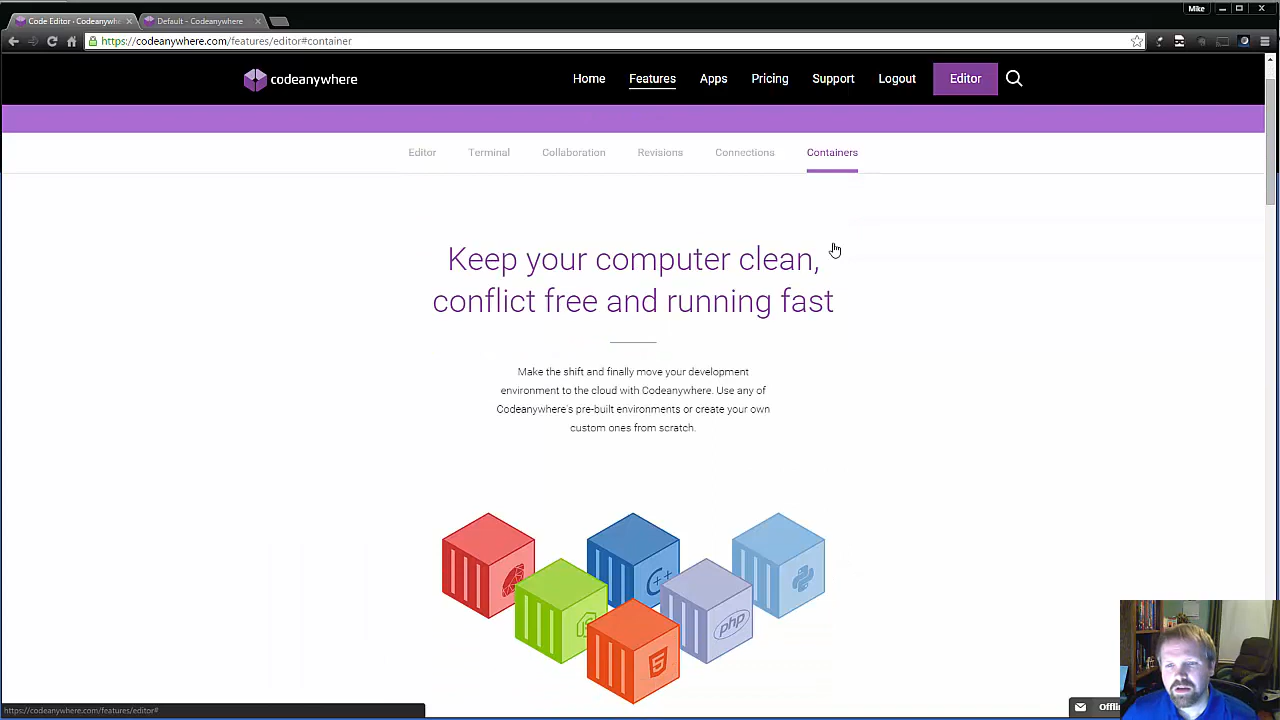 Mike
Code Editor · Codeanywhe
Default - Codeanywhere
https://codeanywhere.com/features/editor#container
codeanywhere
Home
Features
Apps
Pricing
Support
Logout
Editor
Editor
Terminal
Collaboration
Revisions
Connections
Containers
Keep your computer clean,
conflict free and running fast
Make the shift and finally move your development
environment to the cloud with Codeanywhere. Use any of
Codeanywhere's pre-built environments or create your own
custom ones from scratch.
C++
php
https://codeanywhere.com/features/editor#
Offli